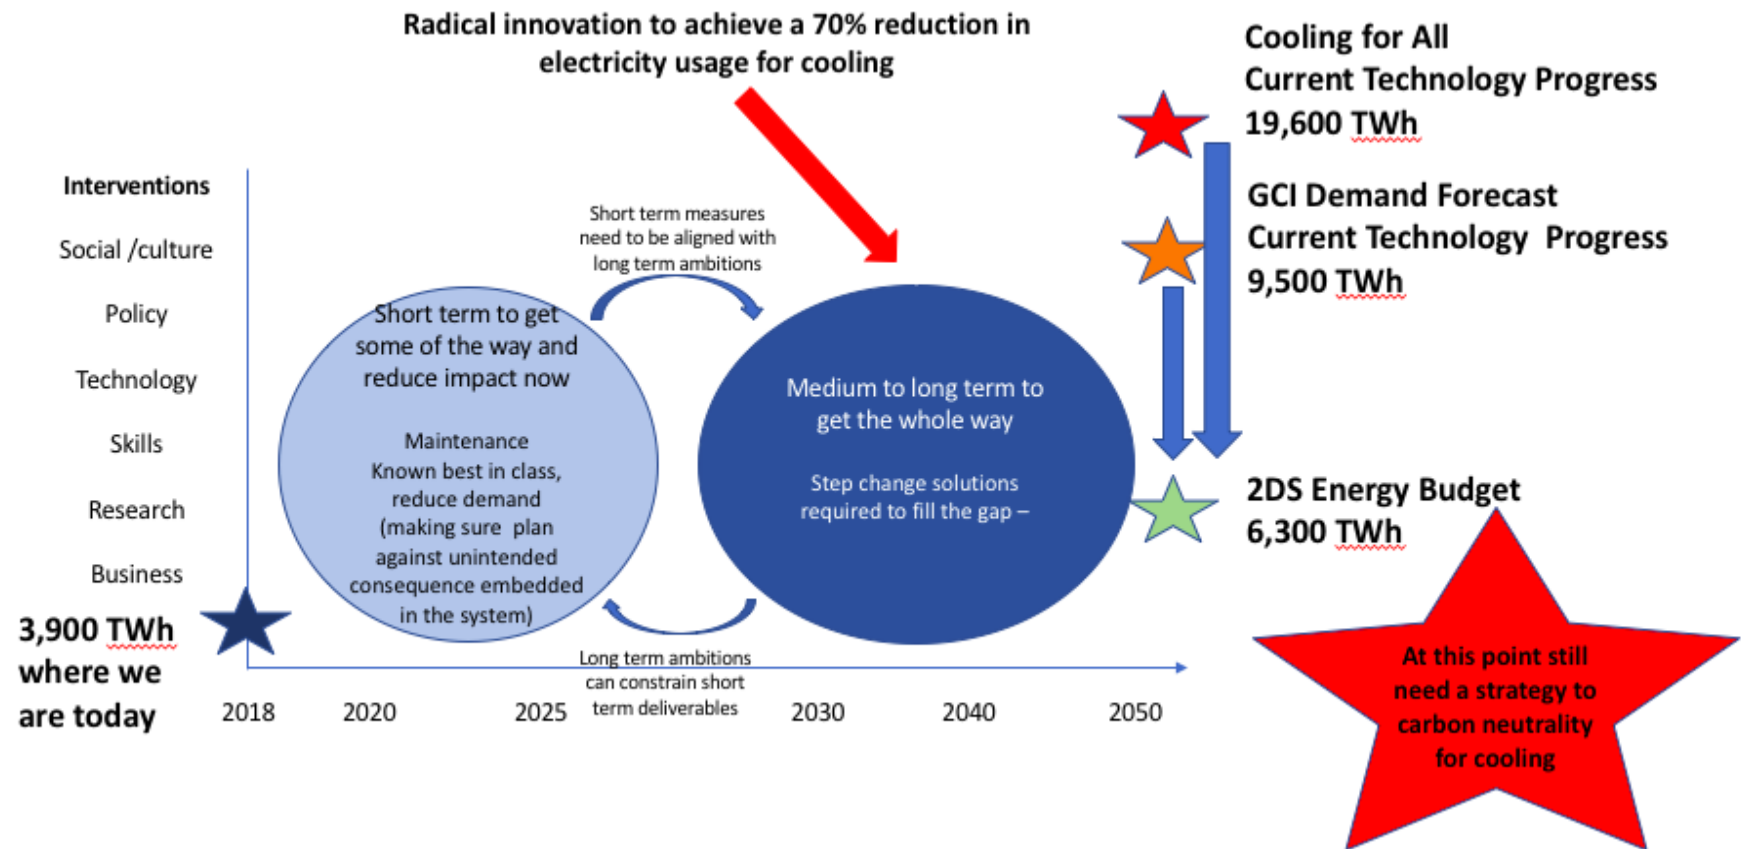 Radical innovation to achieve a 70% reduction in
electricity usage for cooling
Cooling for All
Current Technology Progress
19,600 TWh
GCI Demand Forecast
Current Technology  Progress
9,500 TWh
2DS Energy Budget
6,300 TWh
At this point still
need a strategy to
carbon neutrality
for cooling
Interventions
Social /culture
Policy
Technology
Skills
Research
Business
3,900 TWh
where we
are today
Short term measures
need to be aligned with
long term ambitions
Short term to get
some of the way and
reduce impact now
Maintenance
Known best in class,
reduce demand
(making sure  plan
against unintended
consequence embedded
in the system)
Medium to long term to
get the whole way
Step change solutions
required to fill the gap –
Long term ambitions
can constrain short
term deliverables
2018
2020
2025
2030
2040
2050